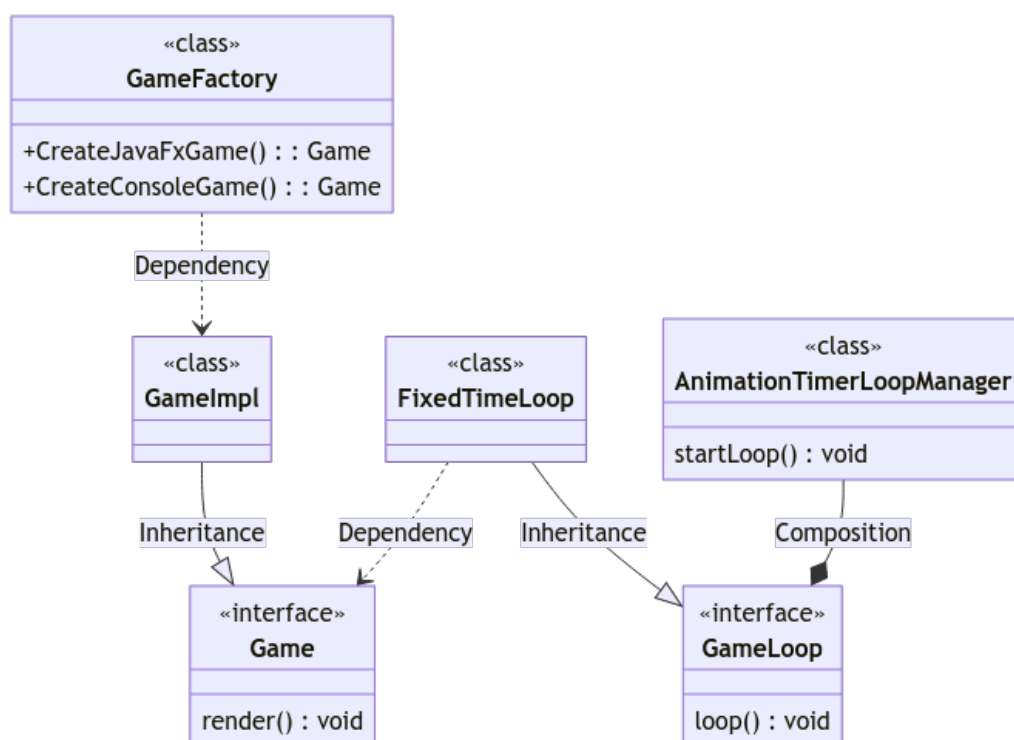 «class»
GameFactory
+CreateJavaFxGame() : : Game
+CreateConsoleGame() : : Game
Dependency
«class»
GameImpl
«class»
FixedTimeLoop
«class»
AnimationTimerLoopManager
startLoop() : void
Inheritance
Dependency
Inheritance
Composition
«interface»
Game
render() : void
«interface»
GameLoop
loop() : void